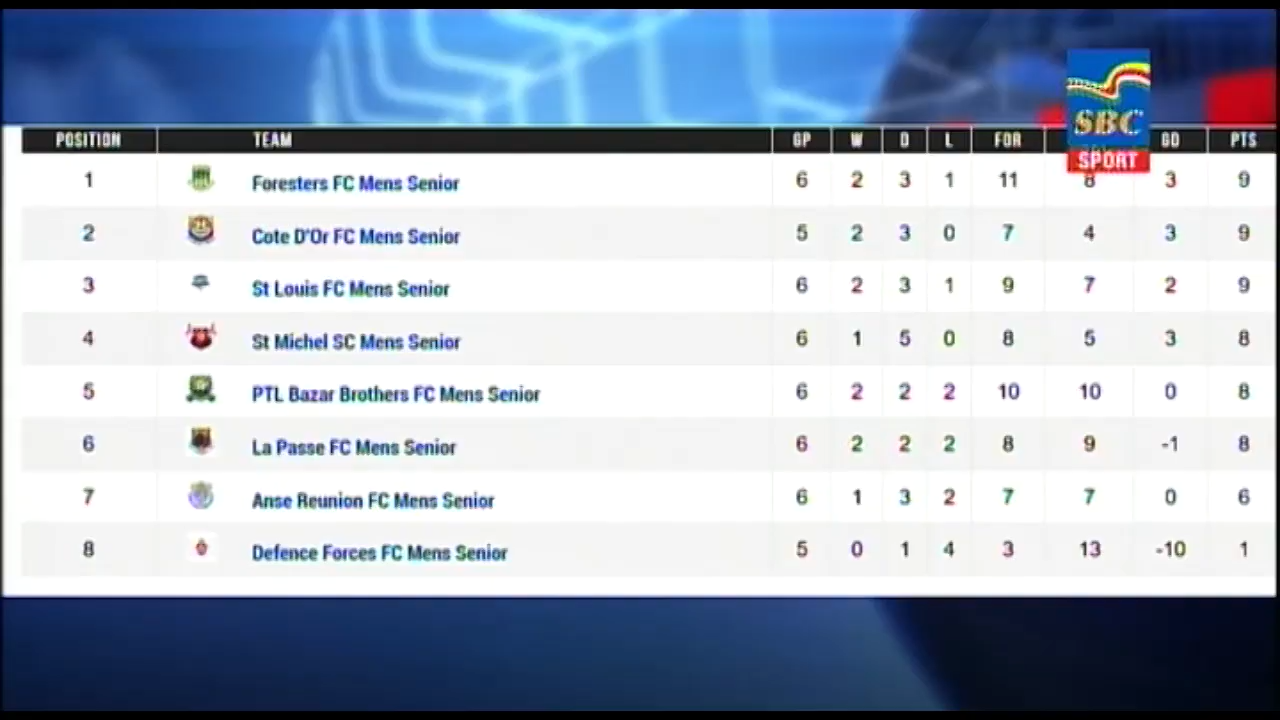 SBC
SPORT
POSITION TEAM GP W D L FOR GD PTS
1 Foresters FC Mens Senior 6 2 3 1 11 8 3 9
2 Cote D'Or FC Mens Senior 5 2 3 0 7 4 3 9
3 St Louis FC Mens Senior 6 2 3 1 9 7 2 9
4 St Michel SC Mens Senior 6 1 5 0 8 5 3 8
5 PTL Bazar Brothers FC Mens Senior 6 2 2 2 10 10 0 8
6 La Passe FC Mens Senior 6 2 2 2 8 9 -1 8
7 Anse Reunion FC Mens Senior 6 1 3 2 7 7 0 6
8 Defence Forces FC Mens Senior 5 0 1 4 3 13 -10 1